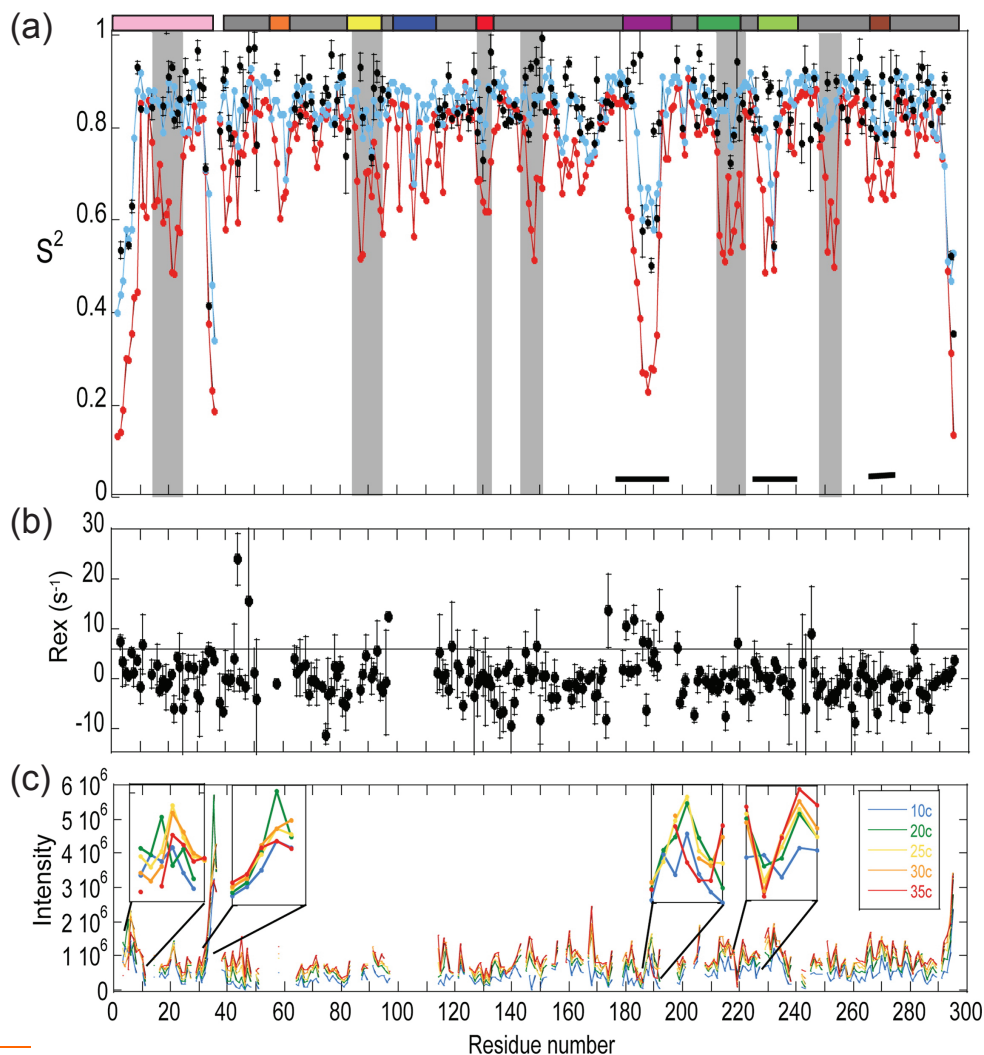 (a)
1
0.8
0.6
S²
0.4
0.2
0
(b)
30
20
10
0
-10
Rex (s⁻¹)
(c)
6 10⁶
5 10⁶
4 10⁶
3 10⁶
2 10⁶
1 10⁶
0
Intensity
10c
20c
25c
30c
35c
0 20 40 60 80 100 120 140 160 180 200 220 240 260 280 300
Residue number